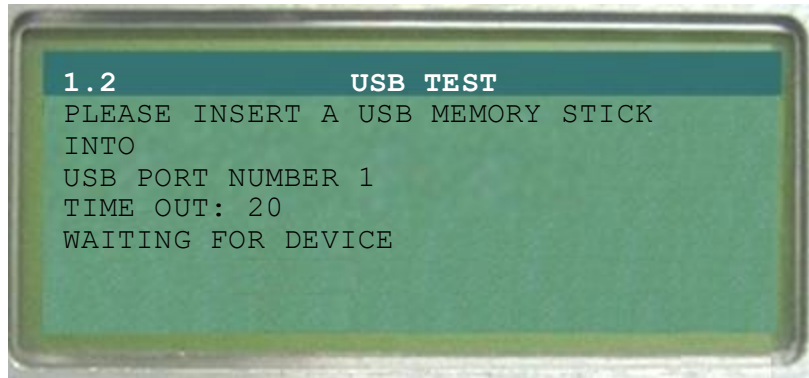 1.2 USB TEST
PLEASE INSERT A USB MEMORY STICK
INTO
USB PORT NUMBER 1
TIME OUT: 20
WAITING FOR DEVICE